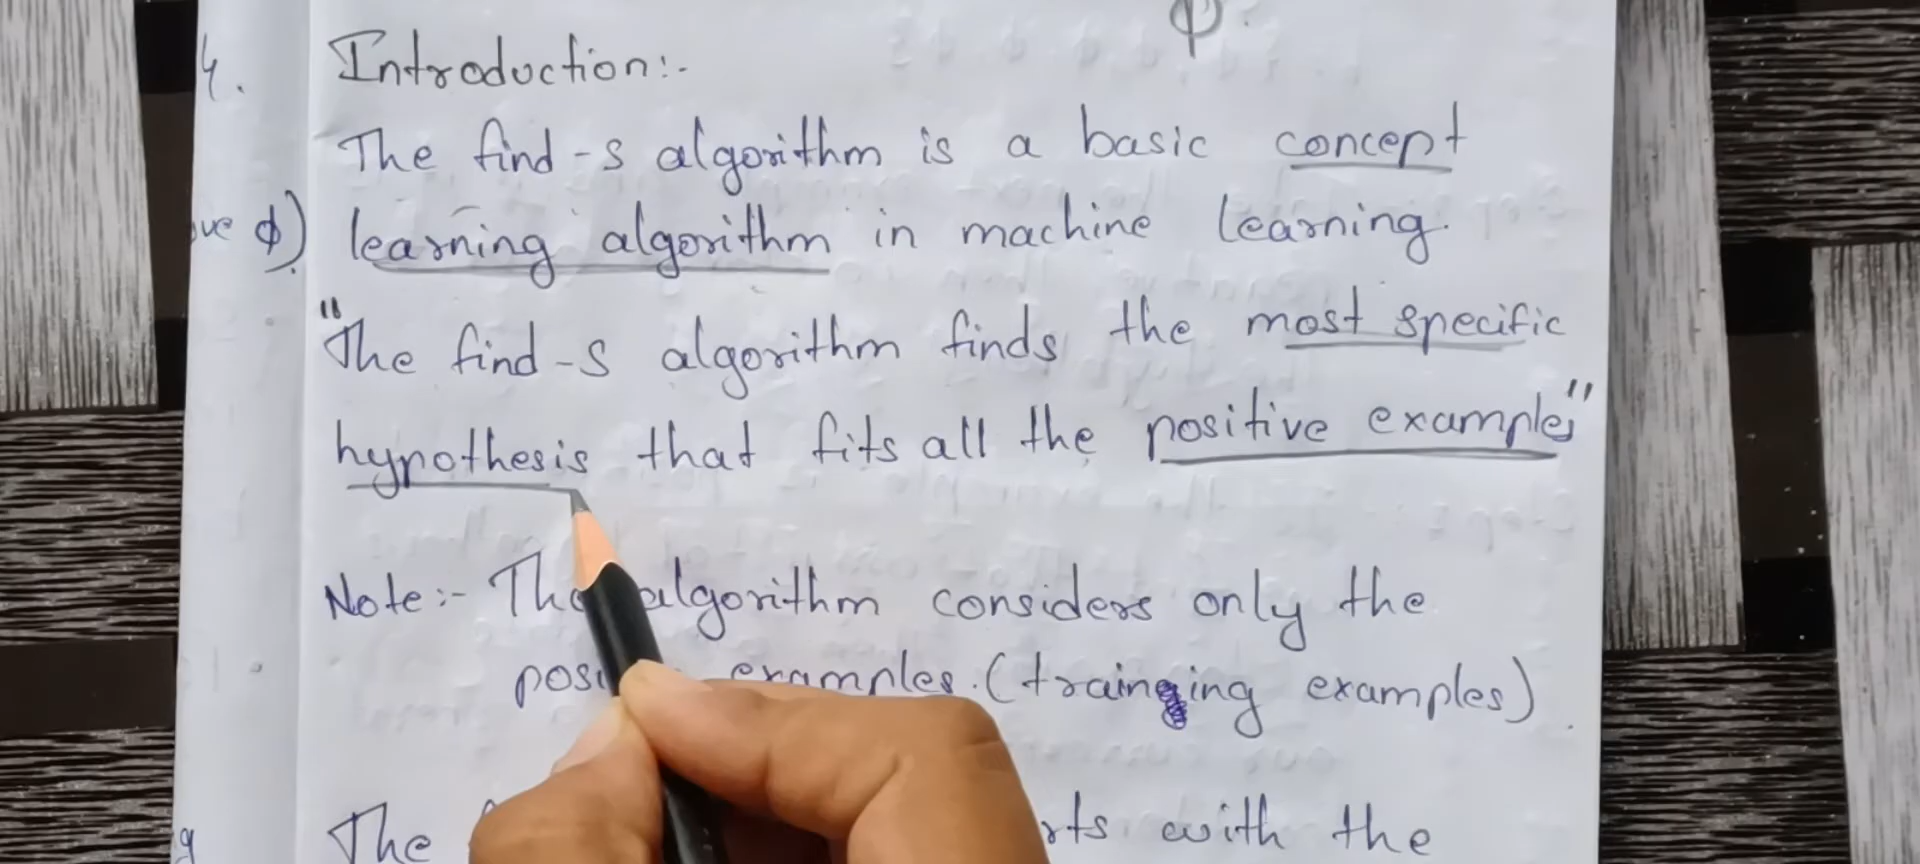 4. Introduction:-
The find-s algorithm is a basic concept
ve ϕ) learning algorithm in machine learning.
"The find-s algorithm finds the most specific
hypothesis that fits all the positive examples"
Note:- The algorithm considers only the
examples. (training examples)
The with the